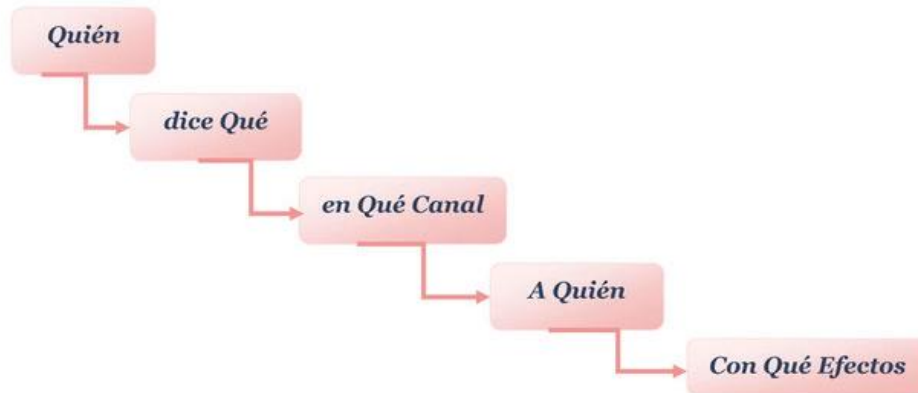 Quién
dice Qué
en Qué Canal
A Quién
Con Qué Efectos